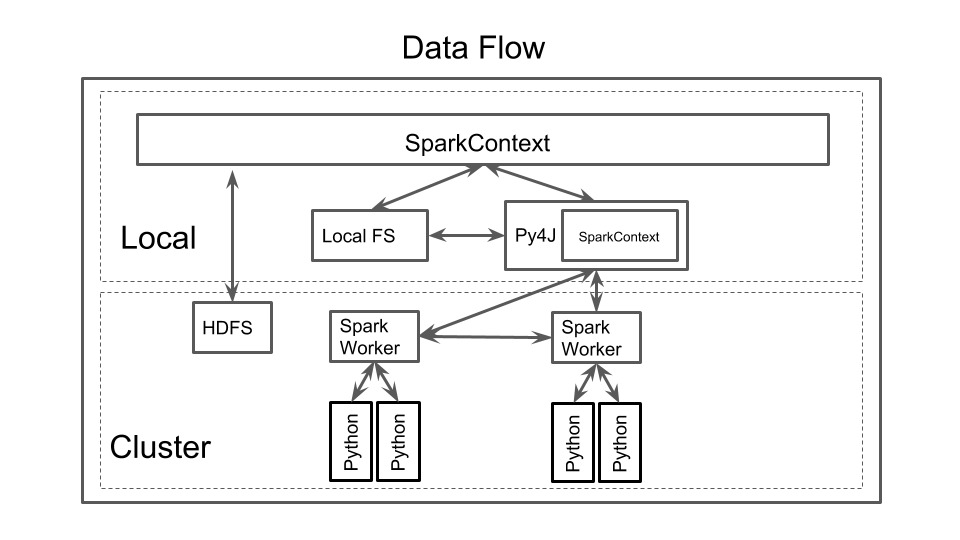 Data Flow
SparkContext
Local
Local FS
Py4J
SparkContext
HDFS
Spark
Worker
Spark
Worker
Cluster
Python
Python
Python
Python